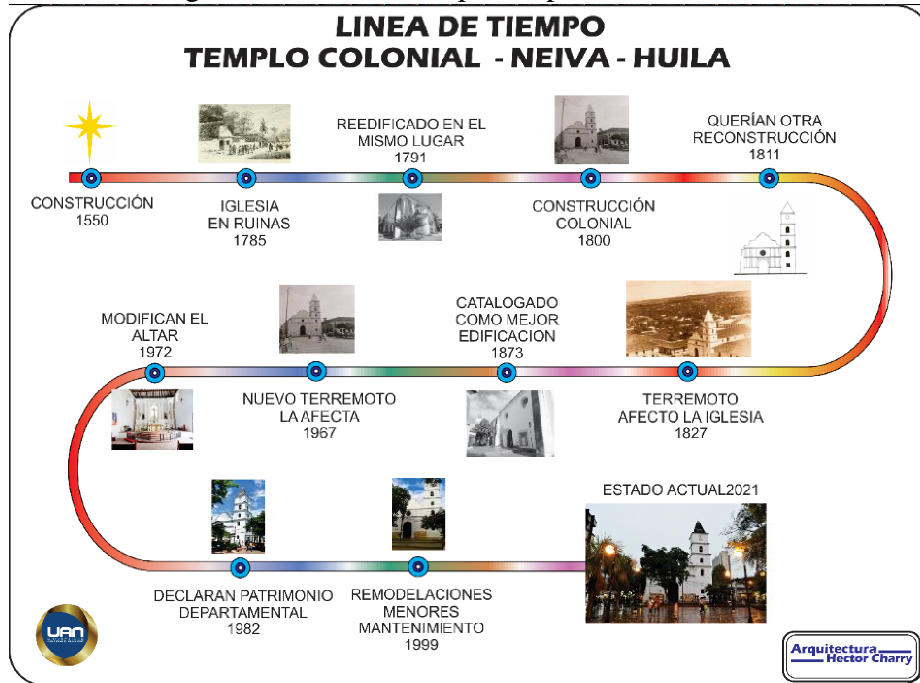 LINEA DE TIEMPO
TEMPLO COLONIAL - NEIVA - HUILA
CONSTRUCCIÓN
1550
IGLESIA
EN RUINAS
1785
REEDIFICADO EN EL
MISMO LUGAR
1791
CONSTRUCCIÓN
COLONIAL
1800
QUERÍAN OTRA
RECONSTRUCCIÓN
1811
TERREMOTO
AFECTO LA IGLESIA
1827
CATALOGADO
COMO MEJOR
EDIFICACION
1873
NUEVO TERREMOTO
LA AFECTA
1967
MODIFICAN EL
ALTAR
1972
DECLARAN PATRIMONIO
DEPARTAMENTAL
1982
REMODELACIONES
MENORES
MANTENIMIENTO
1999
ESTADO ACTUAL2021
UAN
Arquitectura
Hector Charry